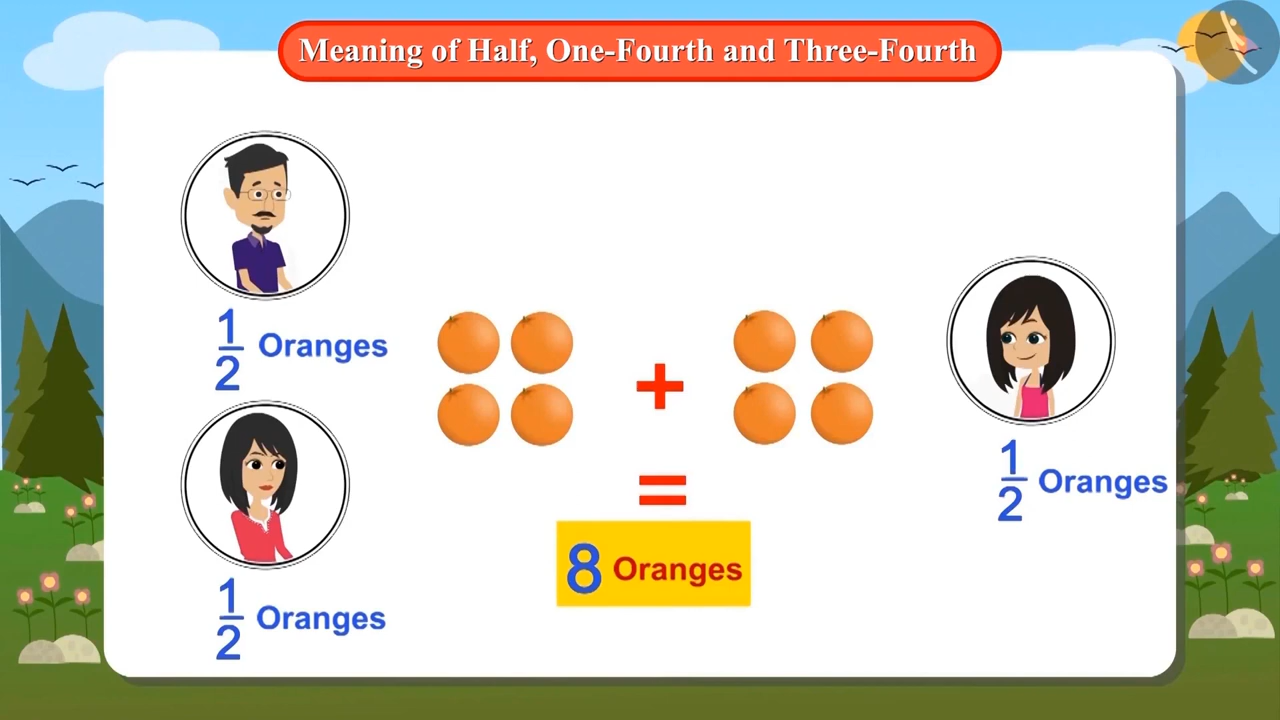 Meaning of Half, One-Fourth and Three-Fourth
1/2 Oranges
+
=
8 Oranges
1/2 Oranges
1/2 Oranges